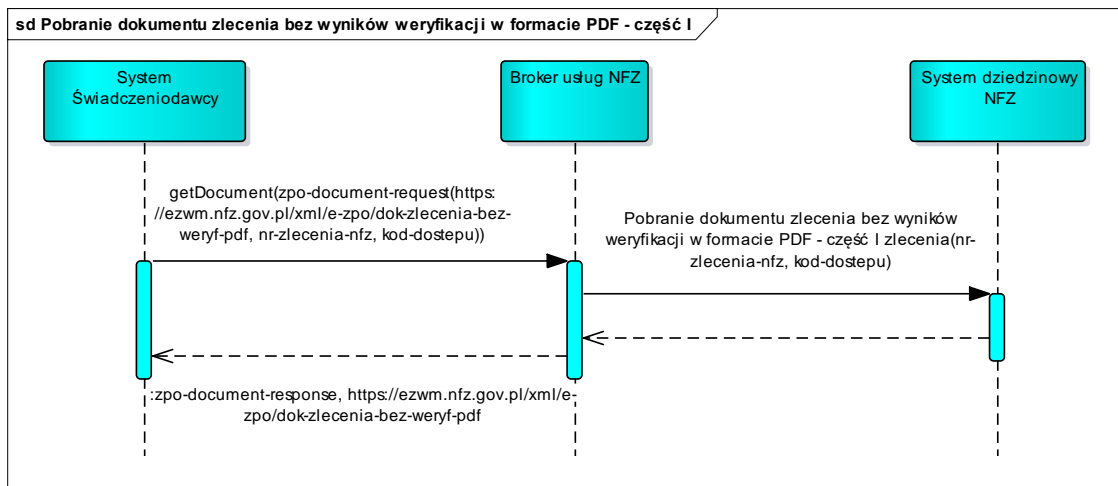 sd Pobranie dokumentu zlecenia bez wyników weryfikacji w formacie PDF - część I
System
Świadczeniodawcy
Broker usług NFZ
System dziedzinowy
NFZ
getDocument(zpo-document-request(https:
//ezwm.nfz.gov.pl/xml/e-zpo/dok-zlecenia-bez-
weryf-pdf, nr-zlecenia-nfz, kod-dostepu))
Pobranie dokumentu zlecenia bez wyników
weryfikacji w formacie PDF - część I zlecenia(nr-
zlecenia-nfz, kod-dostepu)
:zpo-document-response, https://ezwm.nfz.gov.pl/xml/e-
zpo/dok-zlecenia-bez-weryf-pdf